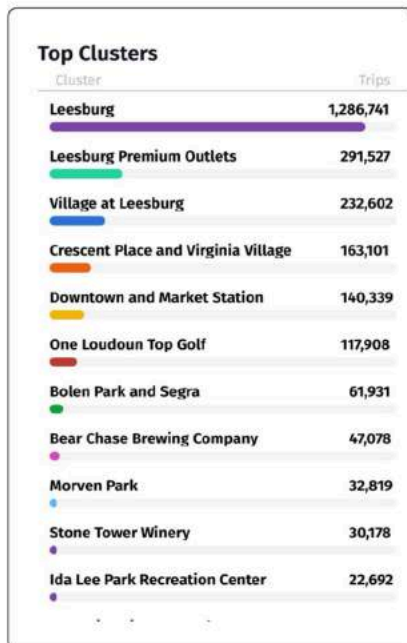 Top Clusters
Cluster Trips
Leesburg 1,286,741
Leesburg Premium Outlets 291,527
Village at Leesburg 232,602
Crescent Place and Virginia Village 163,101
Downtown and Market Station 140,339
One Loudoun Top Golf 117,908
Bolen Park and Segra 61,931
Bear Chase Brewing Company 47,078
Morven Park 32,819
Stone Tower Winery 30,178
Ida Lee Park Recreation Center 22,692